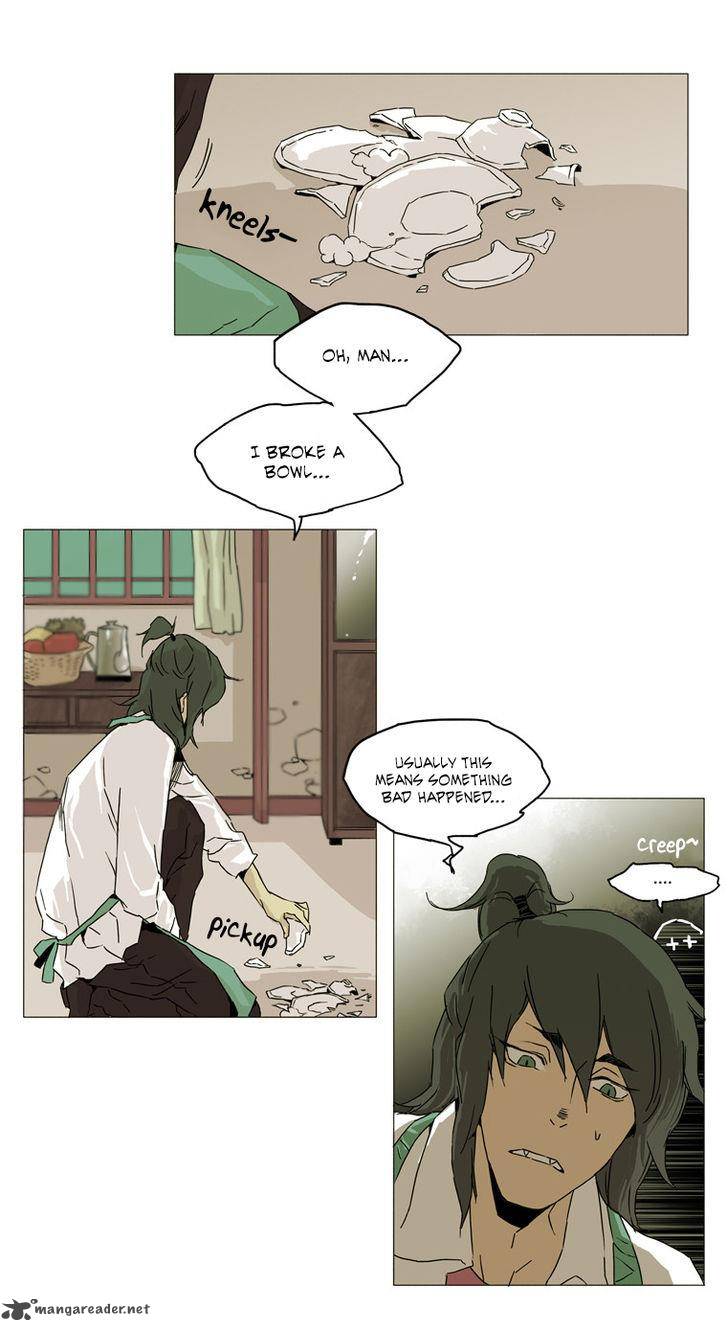 kneels~
OH, MAN...
I BROKE A
BOWL...
pickup
USUALLY THIS
MEANS SOMETHING
BAD HAPPENED...
creep~
....
++
mangareader.net